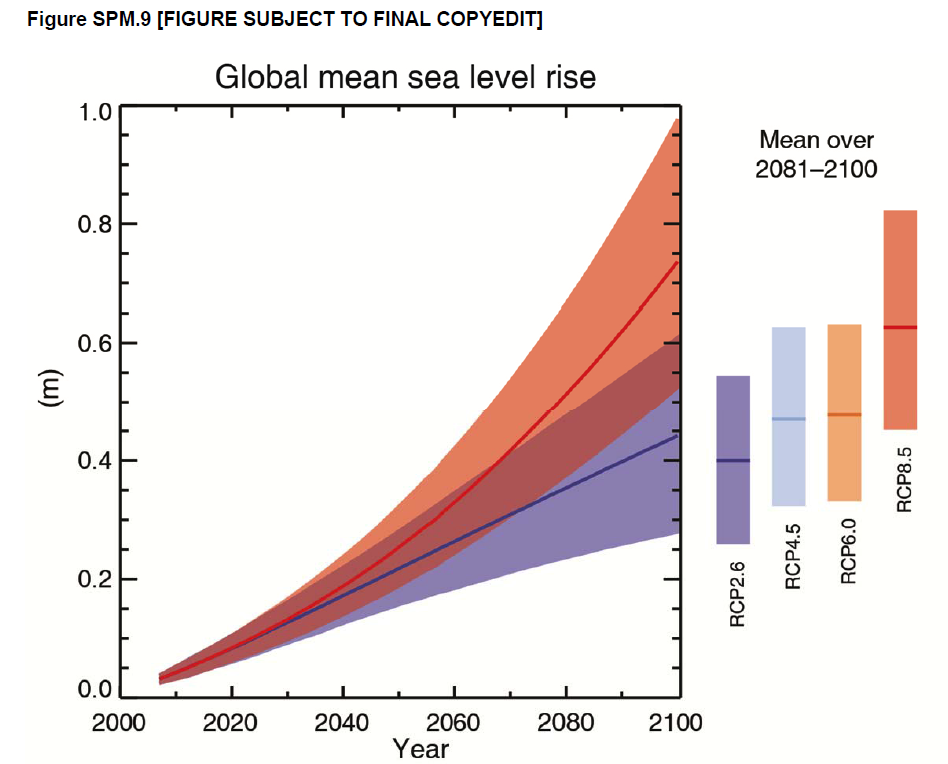 Figure SPM.9 [FIGURE SUBJECT TO FINAL COPYEDIT]
Global mean sea level rise
1.0
0.8
0.6
0.4
0.2
0.0
(m)
2000 2020 2040 2060 2080 2100
Year
Mean over
2081–2100
RCP2.6
RCP4.5
RCP6.0
RCP8.5